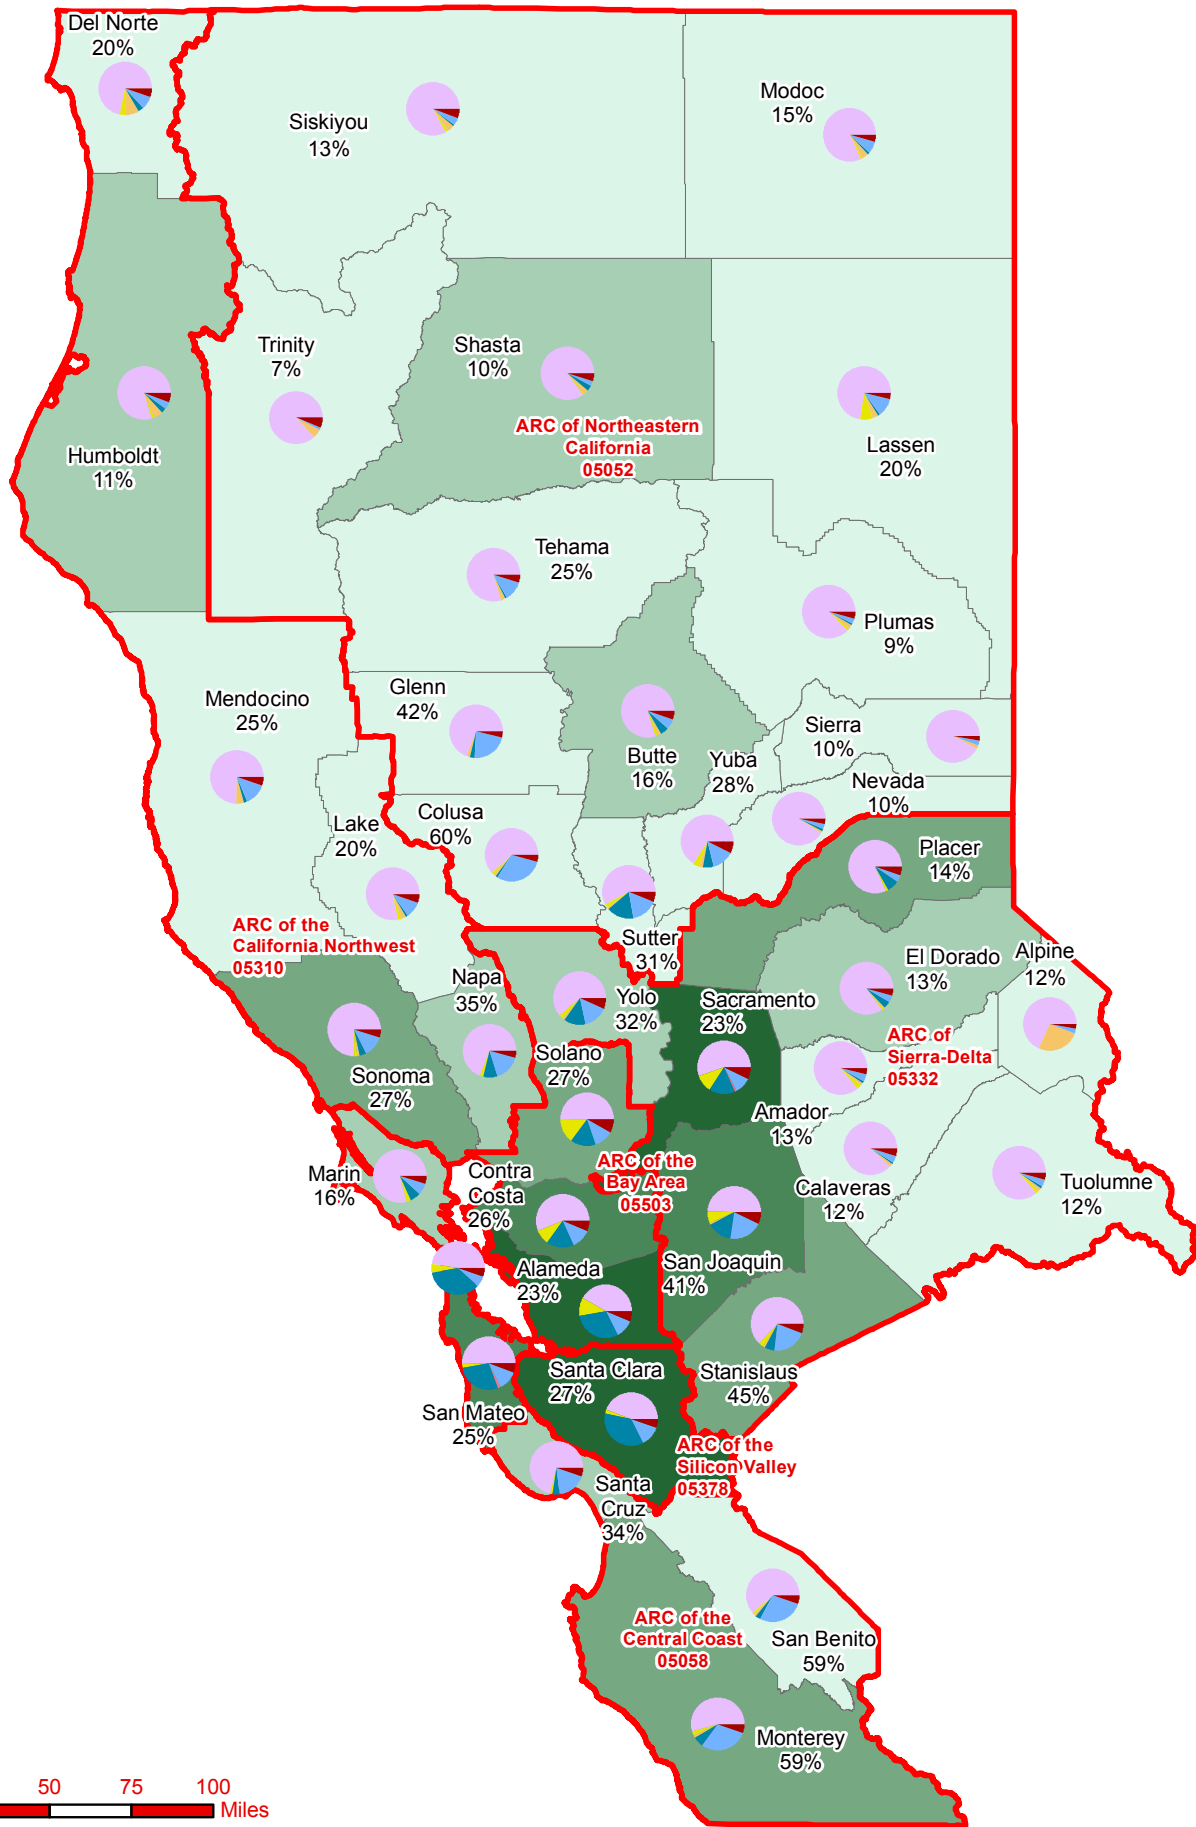 Del Norte
20%
Siskiyou
13%
Modoc
15%
Trinity
7%
Shasta
10%
ARC of Northeastern
California
05052
Lassen
20%
Humboldt
11%
Tehama
25%
Plumas
9%
Mendocino
25%
Glenn
42%
Butte
16%
Yuba
28%
Sierra
10%
Nevada
10%
Lake
20%
Colusa
60%
Placer
14%
ARC of the
California Northwest
05310
Sutter
31%
El Dorado
13%
Alpine
12%
Napa
35%
Yolo
32%
Sacramento
23%
ARC of
Sierra-Delta
05332
Sonoma
27%
Solano
27%
Amador
13%
Marin
16%
Contra
Costa
26%
ARC of the
Bay Area
05503
Calaveras
12%
Tuolumne
12%
Alameda
23%
San Joaquin
41%
Santa Clara
27%
Stanislaus
45%
San Mateo
25%
ARC of the
Silicon Valley
05378
Santa
Cruz
34%
ARC of the
Central Coast
05058
San Benito
59%
Monterey
59%
50 75 100
Miles